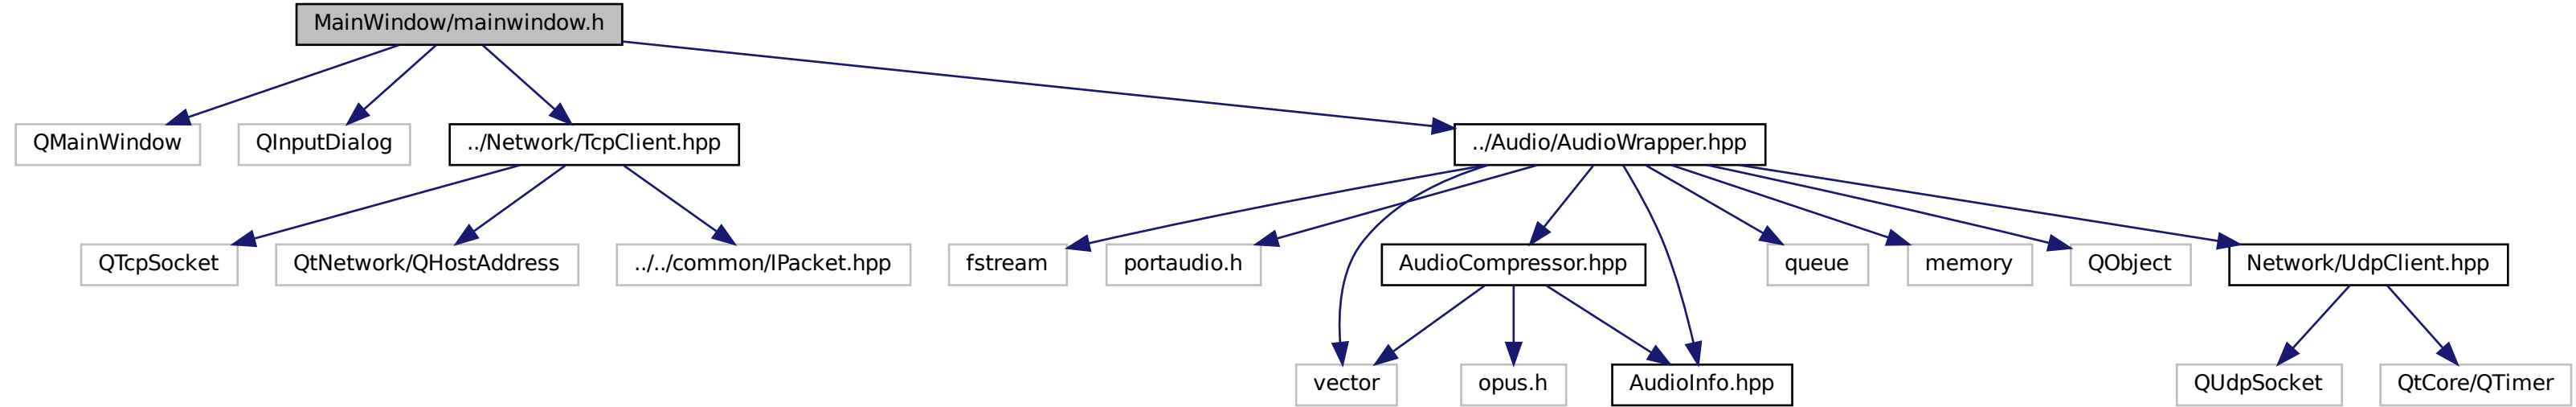 MainWindow/mainwindow.h
QMainWindow
QInputDialog
../Network/TcpClient.hpp
../Audio/AudioWrapper.hpp
QTcpSocket
QtNetwork/QHostAddress
../../common/IPacket.hpp
fstream
portaudio.h
AudioCompressor.hpp
queue
memory
QObject
Network/UdpClient.hpp
vector
opus.h
AudioInfo.hpp
QUdpSocket
QtCore/QTimer